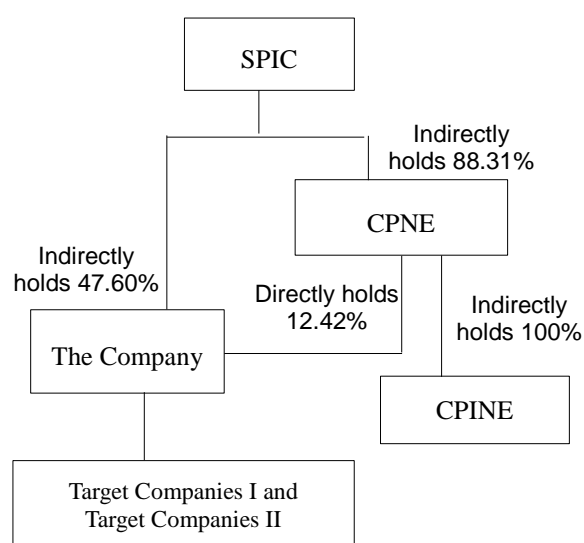 SPIC
Indirectly
holds 88.31%
CPNE
Indirectly
holds 47.60%
Directly holds
12.42%
Indirectly
holds 100%
The Company
CPINE
Target Companies I and
Target Companies II